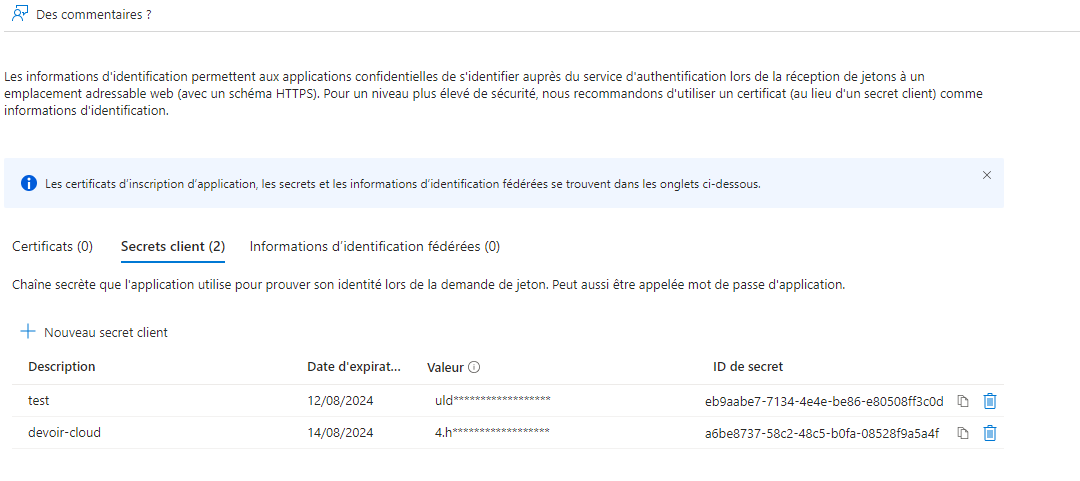 Des commentaires ?
Les informations d'identification permettent aux applications confidentielles de s'identifier auprès du service d'authentification lors de la réception de jetons à un
emplacement adressable web (avec un schéma HTTPS). Pour un niveau plus élevé de sécurité, nous recommandons d'utiliser un certificat (au lieu d'un secret client) comme
informations d'identification.
Les certificats d'inscription d'application, les secrets et les informations d'identification fédérées se trouvent dans les onglets ci-dessous.
Certificats (0) Secrets client (2) Informations d'identification fédérées (0)
Chaîne secrète que l'application utilise pour prouver son identité lors de la demande de jeton. Peut aussi être appelée mot de passe d'application.
Nouveau secret client
Description Date d'expirat... Valeur ID de secret
test 12/08/2024 uld****************** eb9aabe7-7134-4e4e-be86-e80508ff3c0d
devoir-cloud 14/08/2024 4.h****************** a6be8737-58c2-48c5-b0fa-08528f9a5a4f